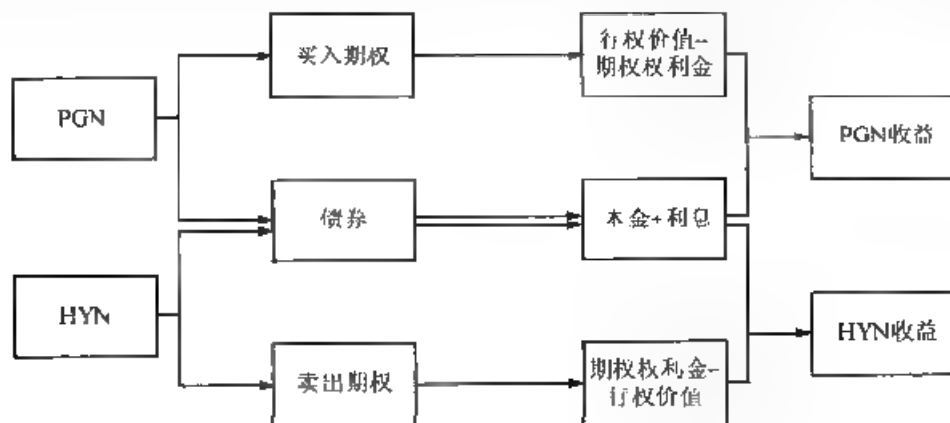 买入期权
行权价值-
期权权利金
PGN
PGN收益
债券
本金+利息
HYN
HYN收益
卖出期权
期权权利金-
行权价值